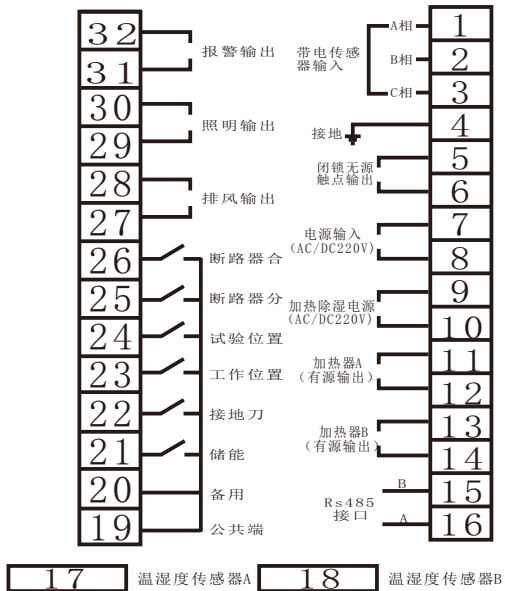 32
31
报警输出
30
29
照明输出
28
27
排风输出
26
断路器合
25
断路器分
24
试验位置
23
工作位置
22
接地刀
21
储能
20
备用
19
公共端
带电传感
器输入
A相
1
B相
2
C相
3
接地
4
闭锁无源
触点输出
5
6
电源输入
(AC/DC220V)
7
8
加热除湿电源
(AC/DC220V)
9
10
加热器A
(有源输出)
11
12
加热器B
(有源输出)
13
14
Rs485
接口
B
15
A
16
17
温湿度传感器A
18
温湿度传感器B